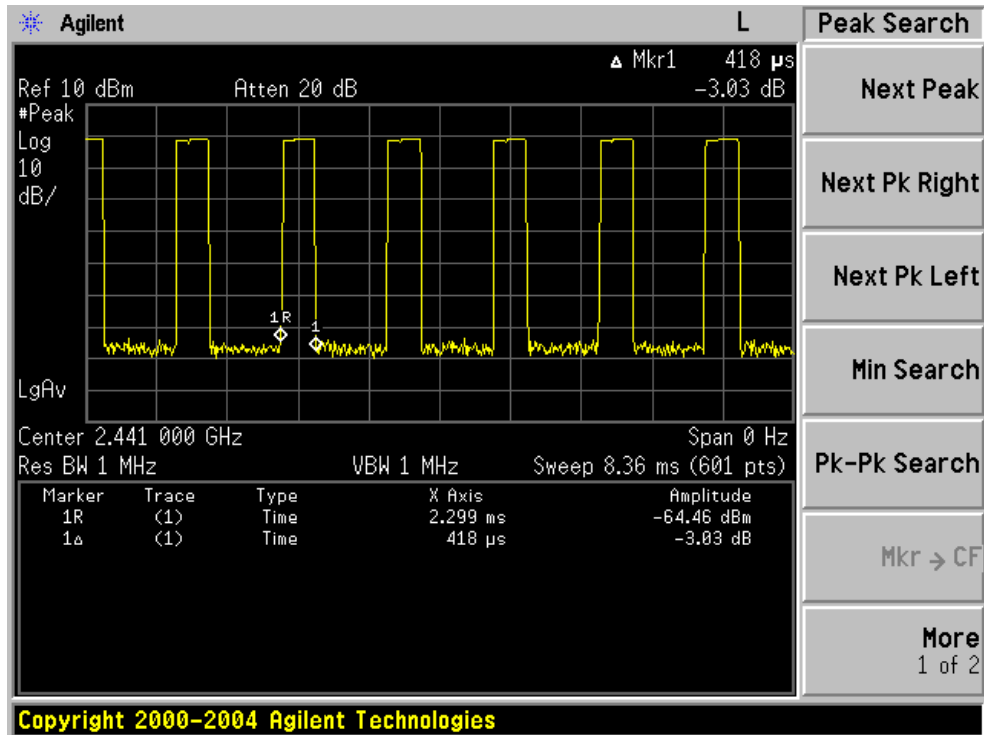 Agilent L Peak Search
Δ Mkr1 418 μs
Ref 10 dBm Atten 20 dB -3.03 dB
#Peak
Log
10
dB/
1R
1
LgAv
Center 2.441 000 GHz Span 0 Hz
Res BW 1 MHz VBW 1 MHz Sweep 8.36 ms (601 pts)
Marker Trace Type X Axis Amplitude
1R (1) Time 2.299 ms -64.46 dBm
1Δ (1) Time 418 μs -3.03 dB
Next Peak
Next Pk Right
Next Pk Left
Min Search
Pk-Pk Search
Mkr → CF
More
1 of 2
Copyright 2000-2004 Agilent Technologies